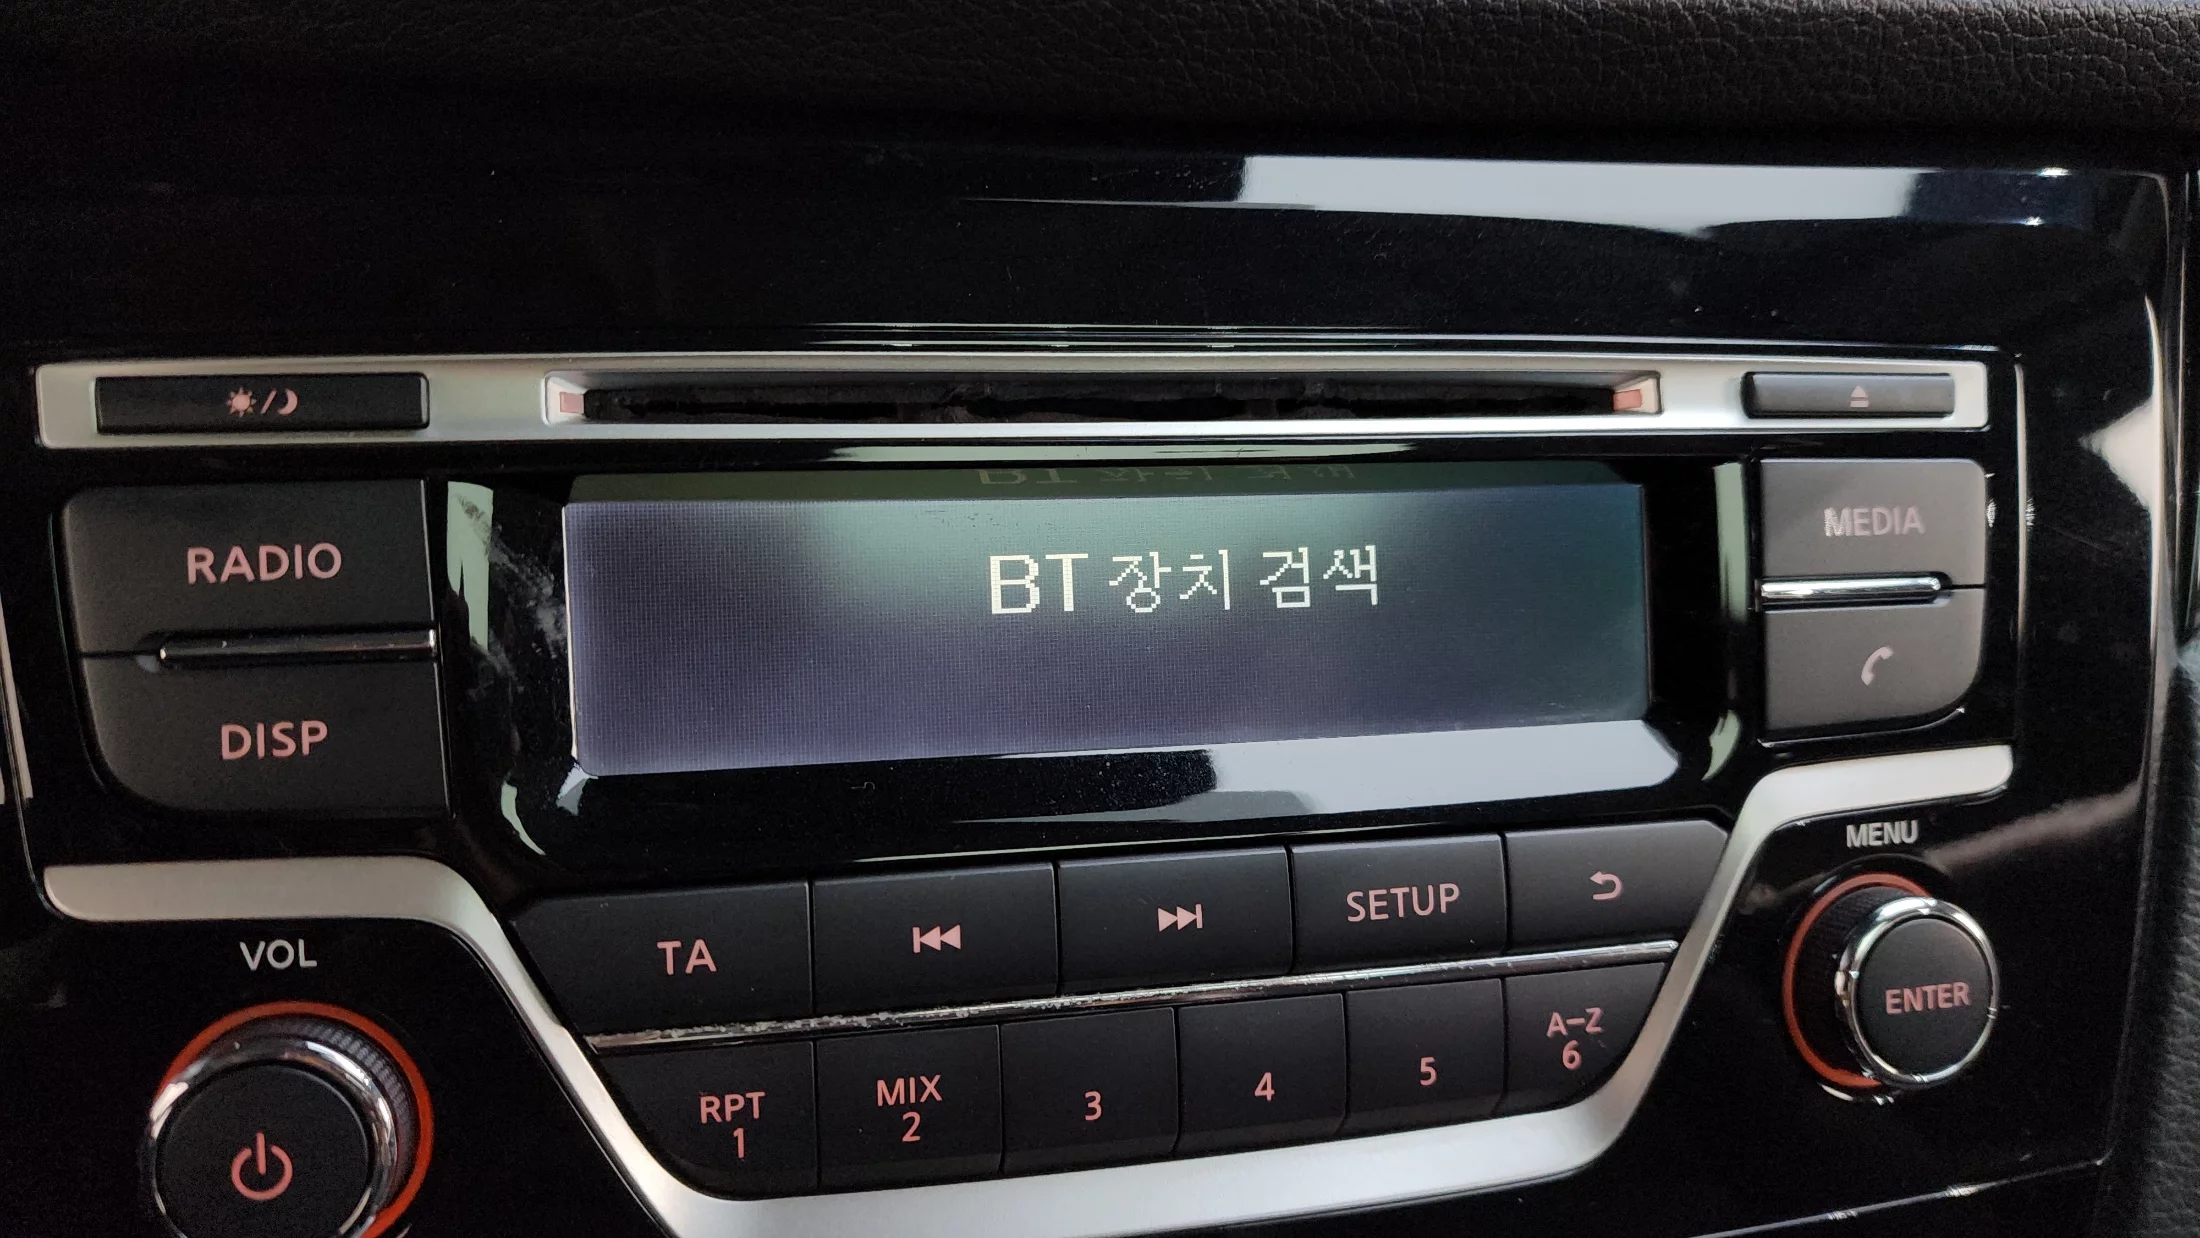 BT 장치 검색
RADIO
MEDIA
DISP
MENU
VOL
TA
SETUP
ENTER
RPT
1
MIX
2
3
4
5
A-Z
6